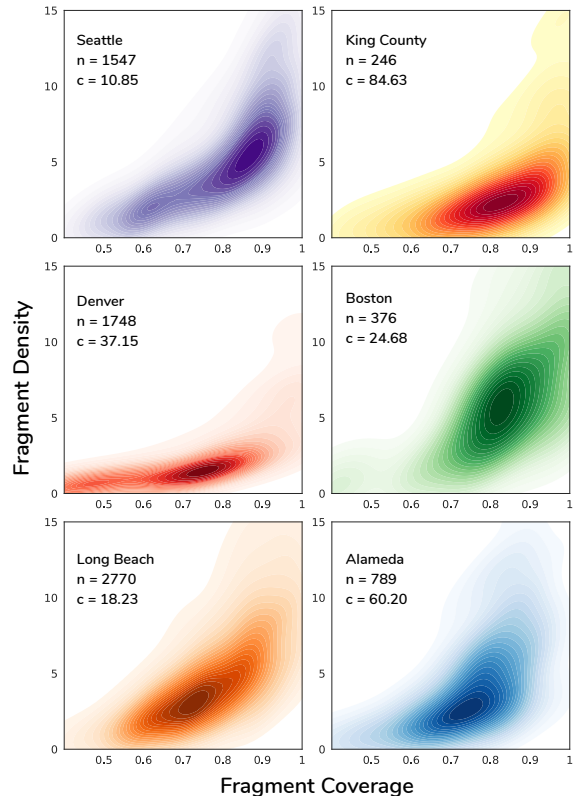 15
10
5
0
Seattle
n = 1547
c = 10.85
0.5 0.6 0.7 0.8 0.9 1
15
10
5
0
King County
n = 246
c = 84.63
0.5 0.6 0.7 0.8 0.9 1
Fragment Density
15
10
5
0
Denver
n = 1748
c = 37.15
0.5 0.6 0.7 0.8 0.9 1
15
10
5
0
Boston
n = 376
c = 24.68
0.5 0.6 0.7 0.8 0.9 1
15
10
5
0
Long Beach
n = 2770
c = 18.23
0.5 0.6 0.7 0.8 0.9 1
15
10
5
0
Alameda
n = 789
c = 60.20
0.5 0.6 0.7 0.8 0.9 1
Fragment Coverage